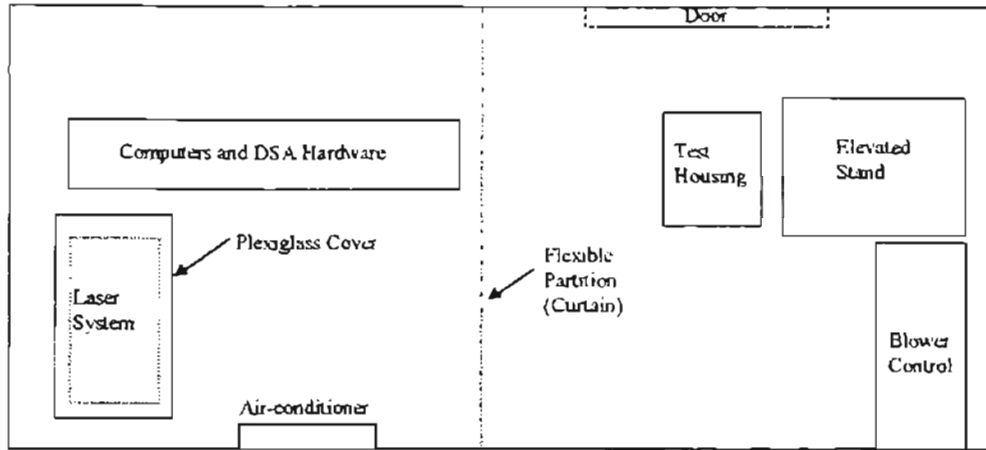 Door
Computers and DSA Hardware
Test
Housing
Elevated
Stand
Plexiglass Cover
Flexible
Partition
(Curtain)
Laser
System
Blower
Control
Air-conditioner